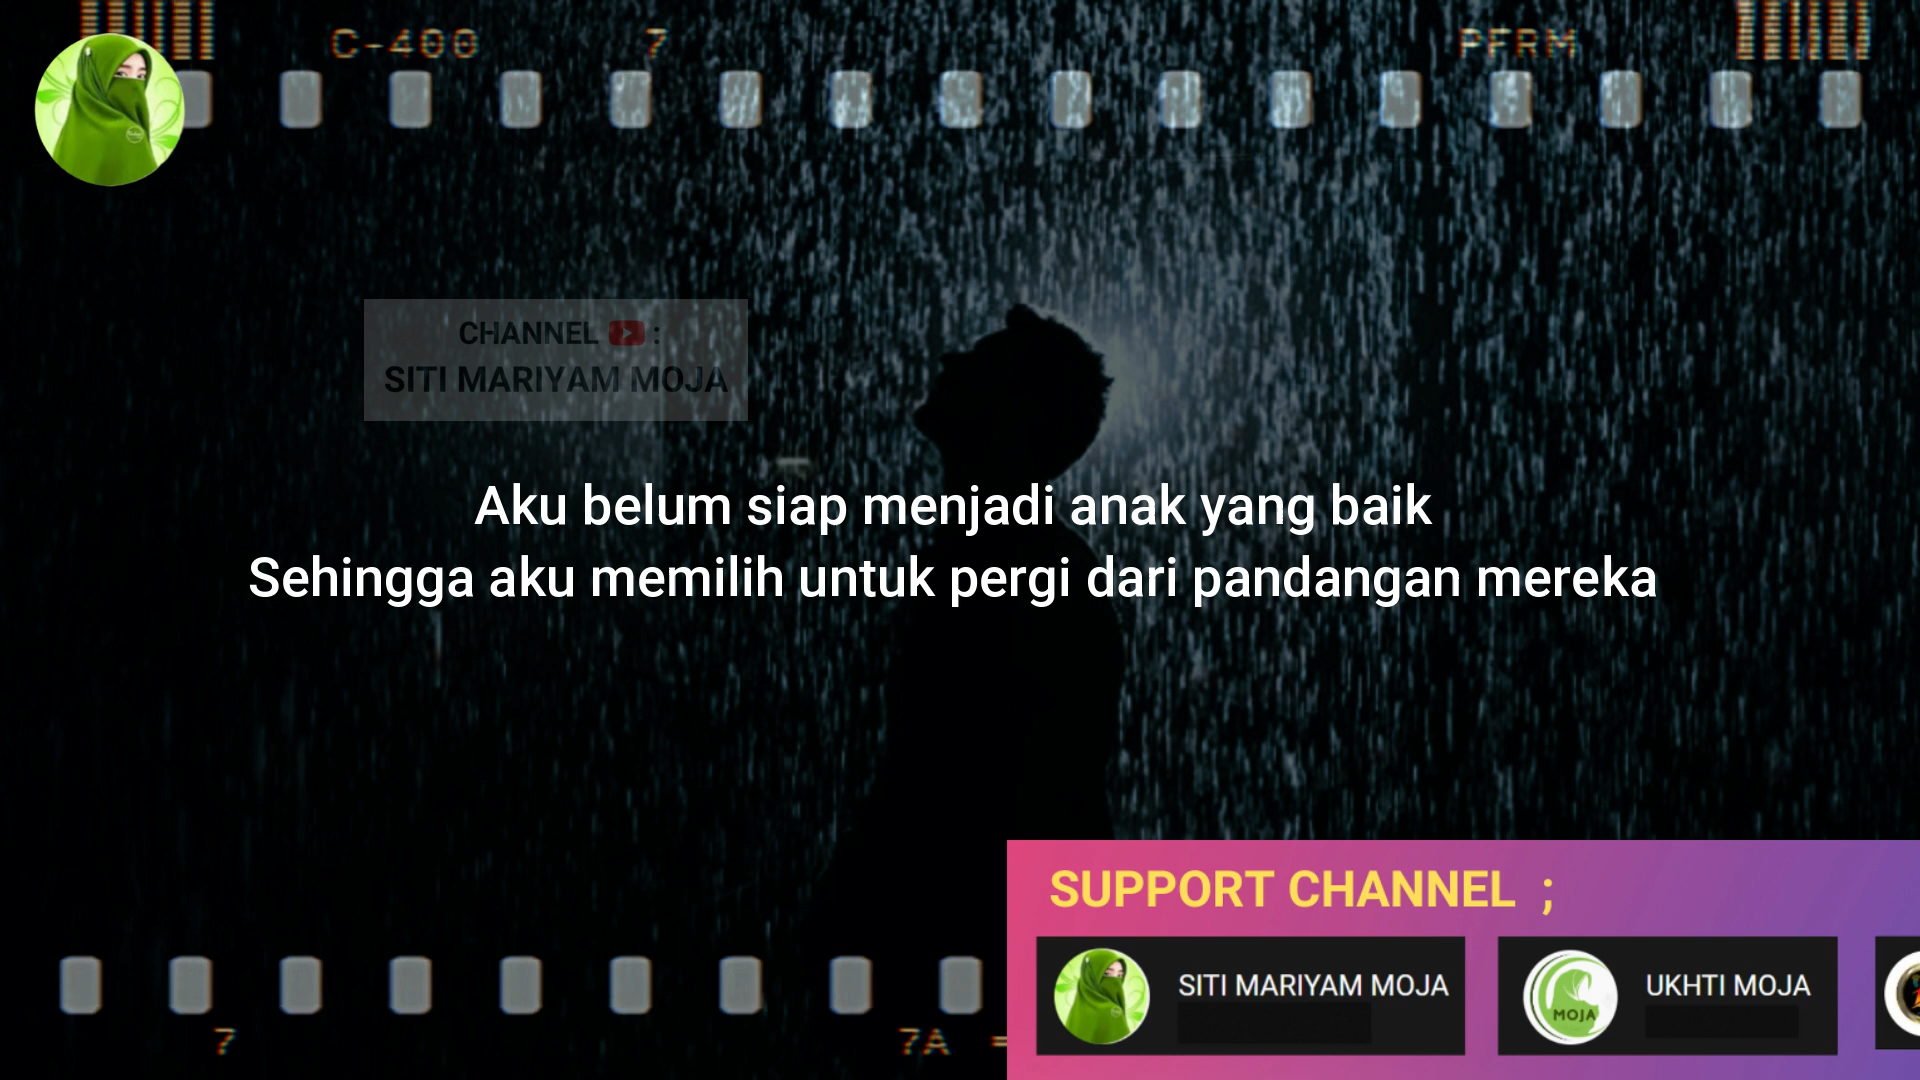 C-400 7 PFRM
CHANNEL :
SITI MARIYAM MOJA
Aku belum siap menjadi anak yang baik
Sehingga aku memilih untuk pergi dari pandangan mereka
SUPPORT CHANNEL ;
SITI MARIYAM MOJA
UKHTI MOJA
MOJA
7 7A